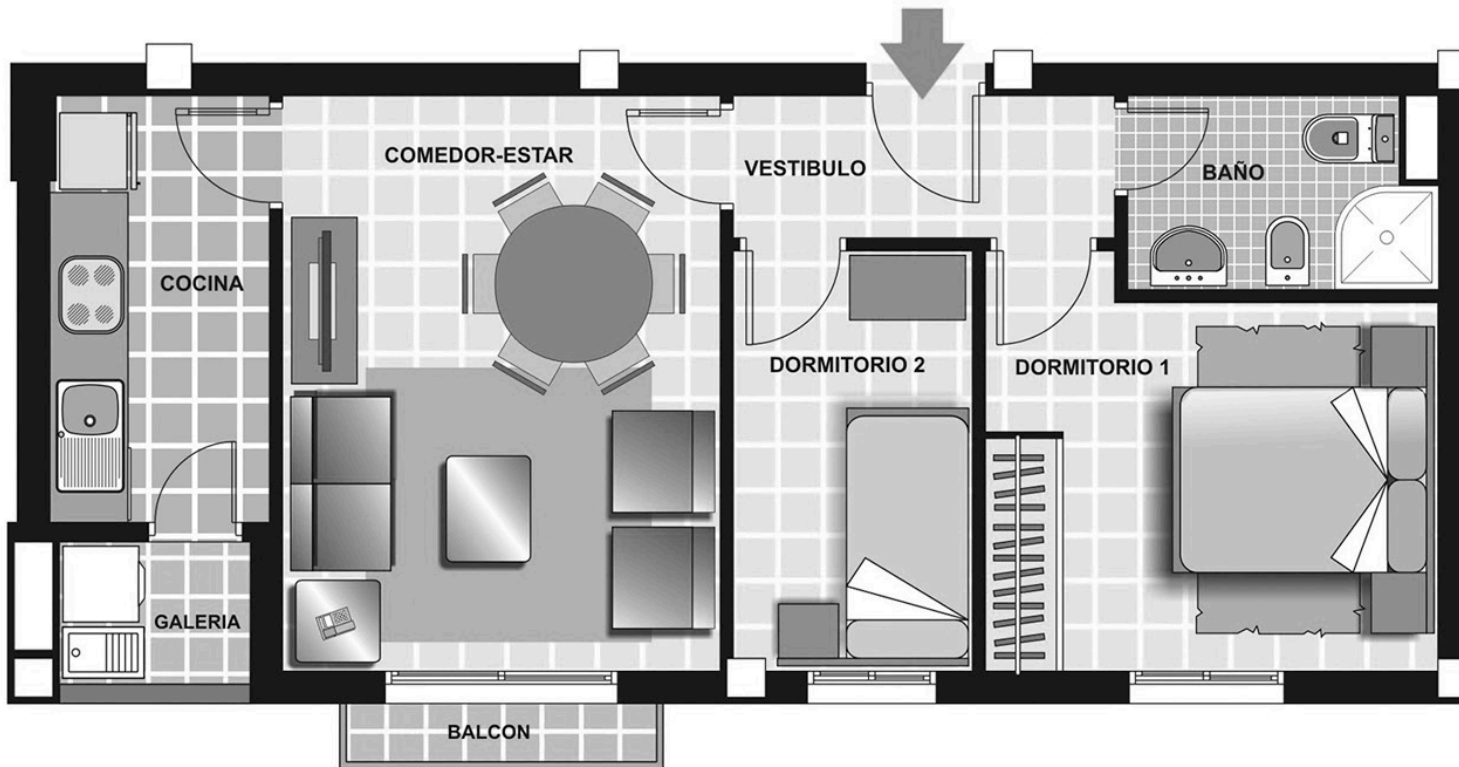 COMEDOR-ESTAR
VESTIBULO
BAÑO
COCINA
DORMITORIO 2
DORMITORIO 1
GALERIA
BALCON